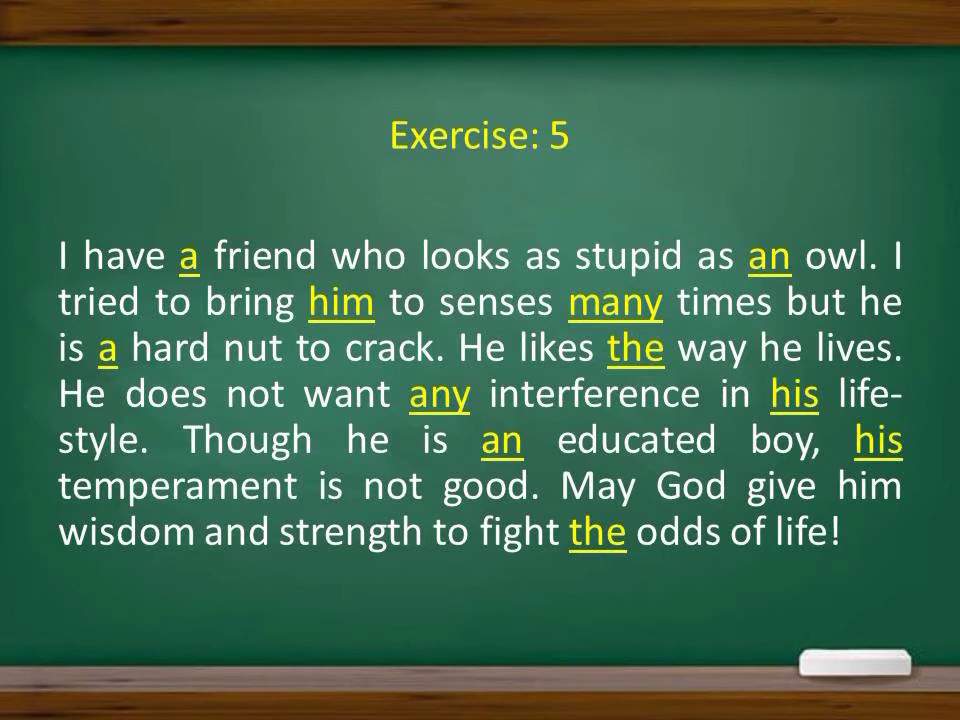 Exercise: 5
I have a friend who looks as stupid as an owl. I
tried to bring him to senses many times but he
is a hard nut to crack. He likes the way he lives.
He does not want any interference in his life-
style. Though he is an educated boy, his
temperament is not good. May God give him
wisdom and strength to fight the odds of life!